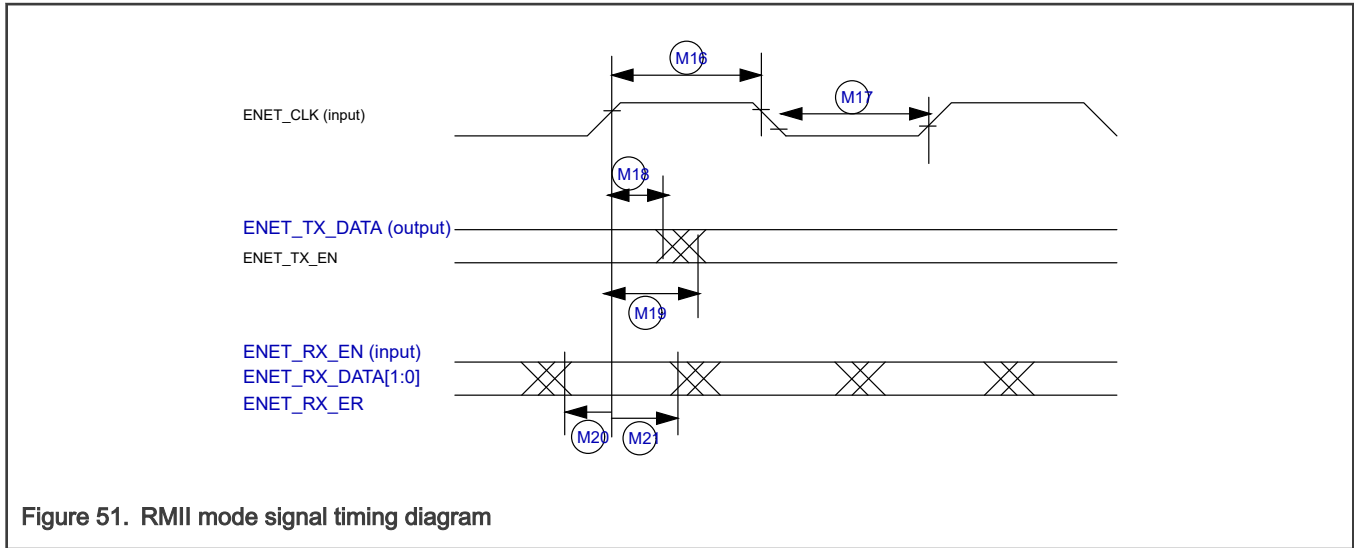 M16
M17
ENET_CLK (input)
M18
ENET_TX_DATA (output)
ENET_TX_EN
M19
ENET_RX_EN (input)
ENET_RX_DATA[1:0]
ENET_RX_ER
M20
M21
Figure 51. RMII mode signal timing diagram